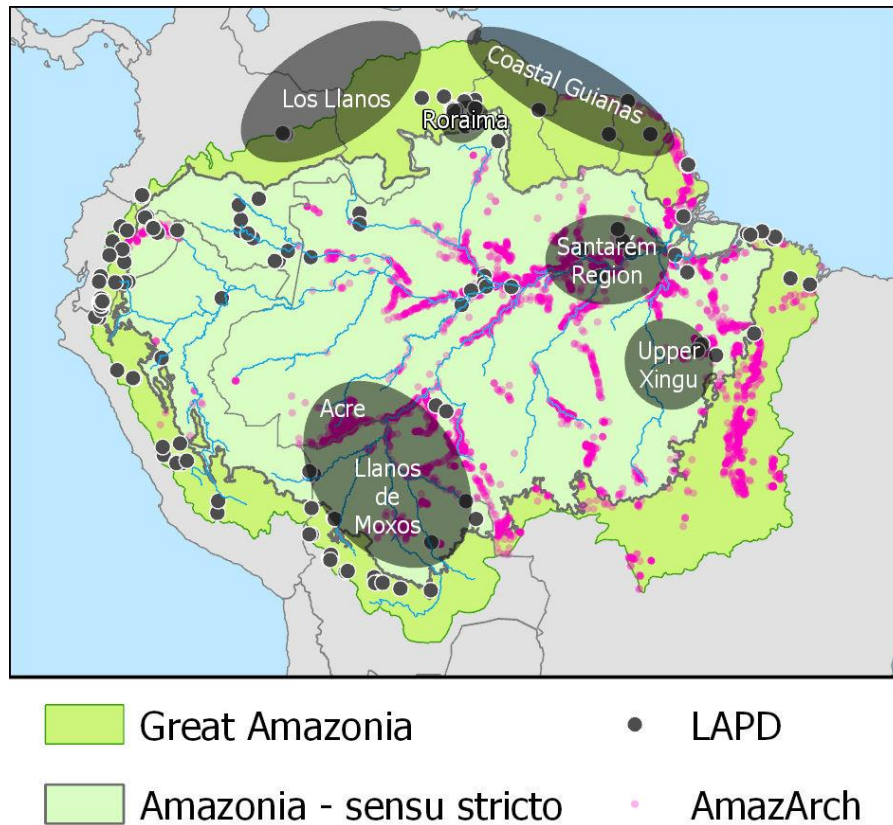 Los Llanos
Coastal Guianas
Roraima
Santarém
Region
Upper
Xingu
Acre
Llanos
de
Moxos
Great Amazonia
LAPD
Amazonia - sensu stricto
AmazArch